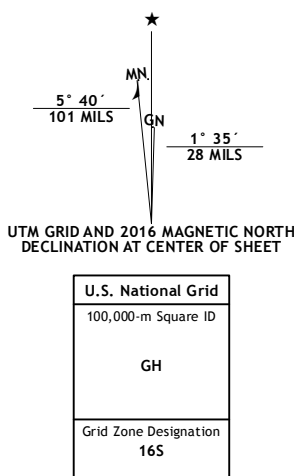 ★
MN.
GN
5° 40´
101 MILS
1° 35´
28 MILS
UTM GRID AND 2016 MAGNETIC NORTH
DECLINATION AT CENTER OF SHEET
U.S. National Grid
100,000-m Square ID
GH
Grid Zone Designation
16S